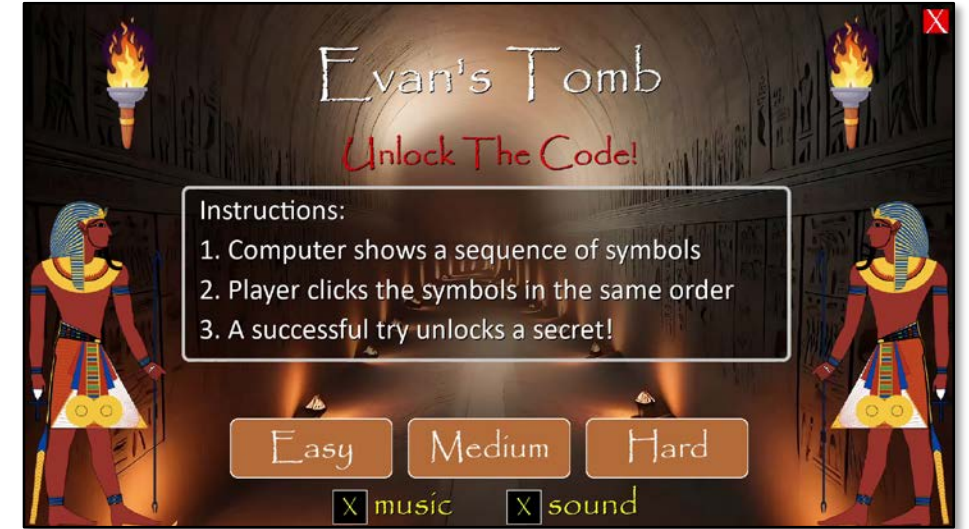 X
Evan's Tomb
Unlock The Code!
Instructions:
1. Computer shows a sequence of symbols
2. Player clicks the symbols in the same order
3. A successful try unlocks a secret!
Easy Medium Hard
X music X sound